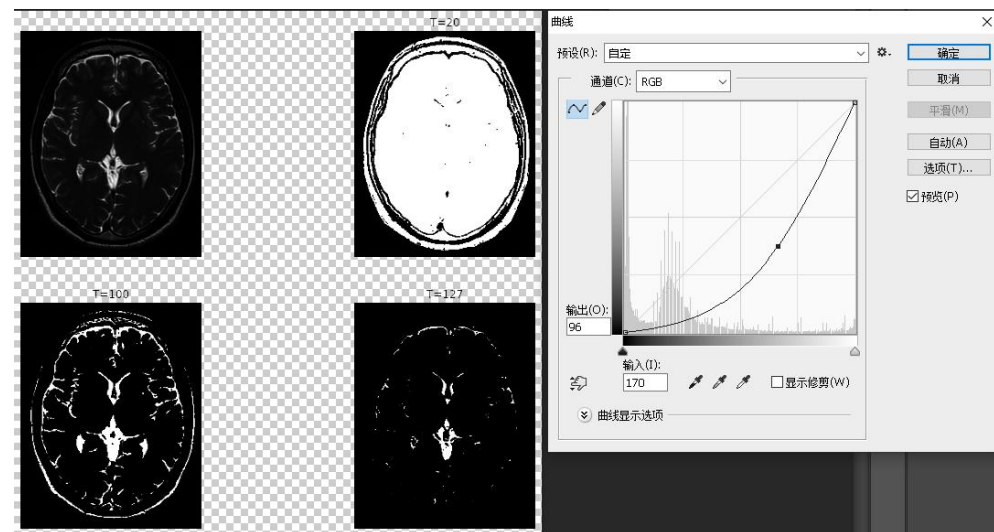 T=20
T=100
T=127
曲线
预设(R): 自定
通道(C): RGB
输出(O):
96
输入(I):
170
显示修剪(W)
曲线显示选项
确定
取消
平滑(M)
自动(A)
选项(T)...
预览(P)